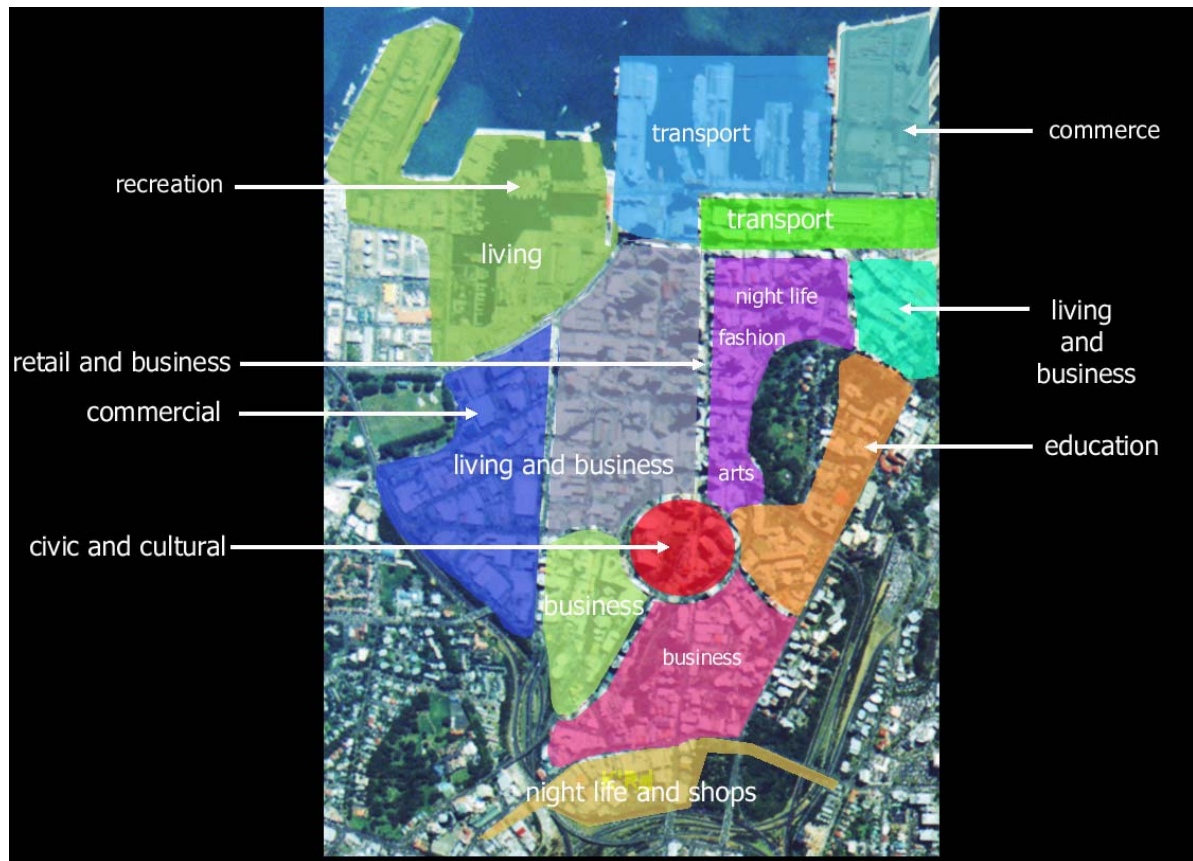 transport
commerce
recreation
transport
living
night life
living
and
business
fashion
retail and business
commercial
education
living and business
arts
civic and cultural
business
business
night life and shops